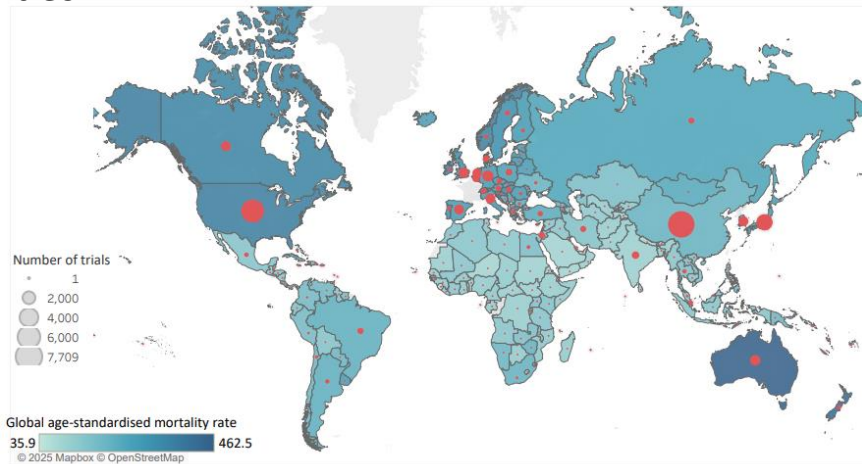 Number of trials
1
2,000
4,000
6,000
7,709
Global age-standardised mortality rate
35.9 462.5
© 2025 Mapbox © OpenStreetMap